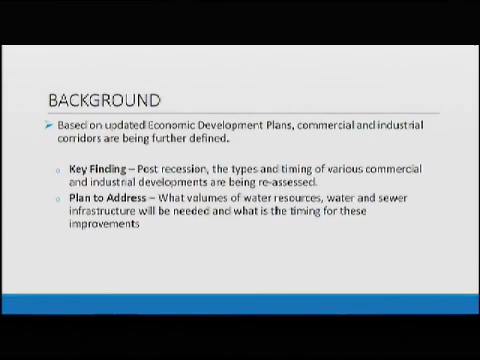 BACKGROUND
Based on updated Economic Development Plans, commercial and industrial
corridors are being further defined.
Key Finding – Post recession, the types and timing of various commercial
and industrial developments are being re-assessed.
Plan to Address – What volumes of water resources, water and sewer
infrastructure will be needed and what is the timing for these
improvements